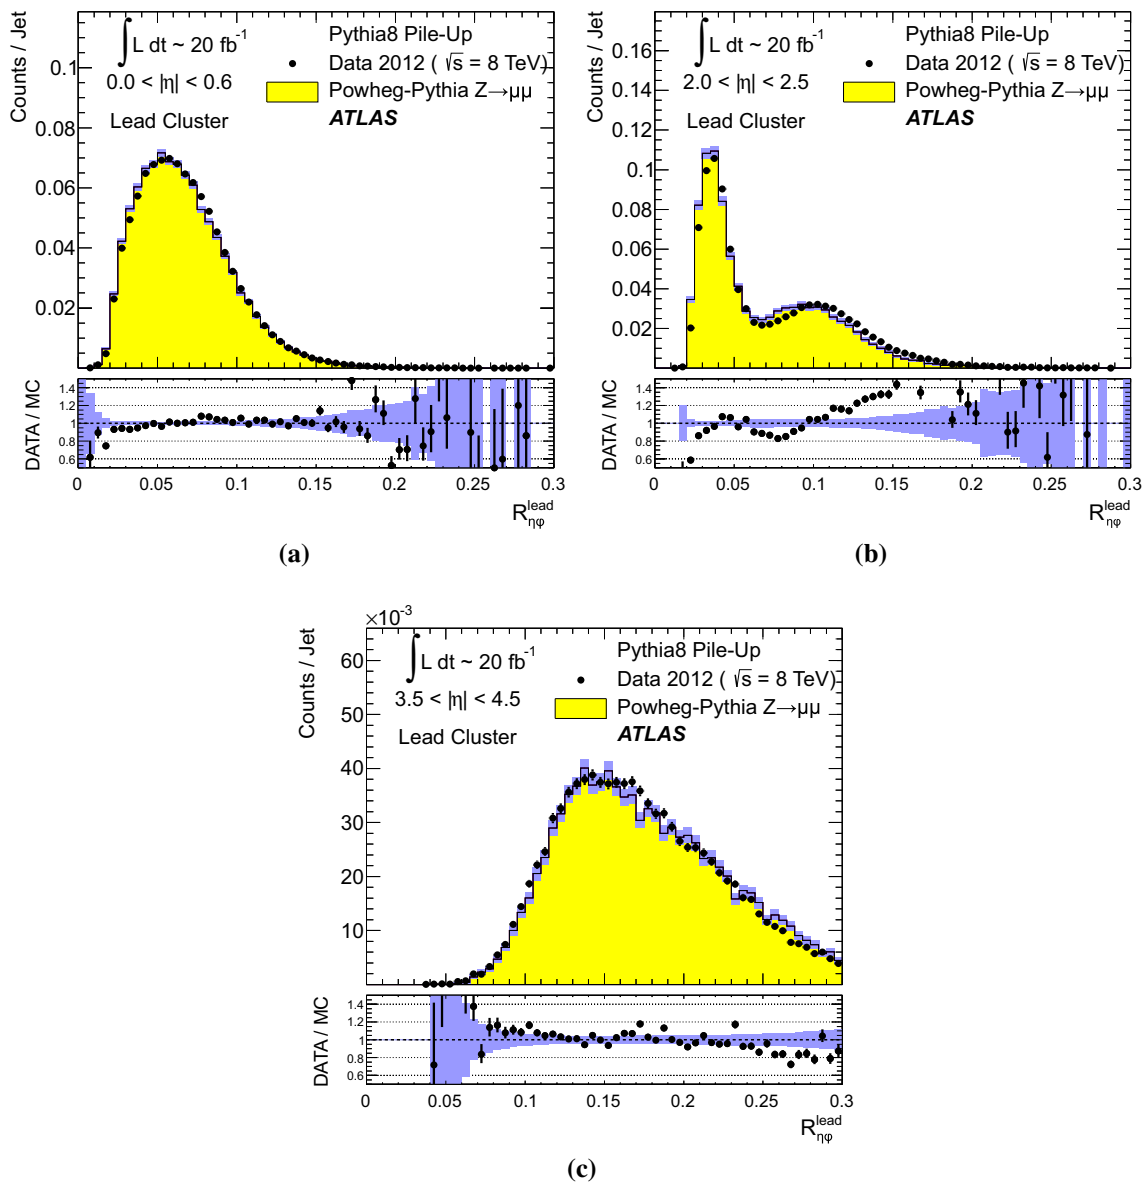 Counts / Jet
0.1
0.08
0.06
0.04
0.02
∫ L dt ~ 20 fb⁻¹
0.0 < |η| < 0.6
Lead Cluster
Pythia8 Pile-Up
Data 2012 ( √s = 8 TeV)
Powheg-Pythia Z→μμ
ATLAS
DATA / MC
1.4
1.2
1
0.8
0.6
0 0.05 0.1 0.15 0.2 0.25 0.3
R_ηφ^lead
(a)
Counts / Jet
0.16
0.14
0.12
0.1
0.08
0.06
0.04
0.02
∫ L dt ~ 20 fb⁻¹
2.0 < |η| < 2.5
Lead Cluster
Pythia8 Pile-Up
Data 2012 ( √s = 8 TeV)
Powheg-Pythia Z→μμ
ATLAS
DATA / MC
1.4
1.2
1
0.8
0.6
0 0.05 0.1 0.15 0.2 0.25 0.3
R_ηφ^lead
(b)
×10⁻³
Counts / Jet
60
50
40
30
20
10
∫ L dt ~ 20 fb⁻¹
3.5 < |η| < 4.5
Lead Cluster
Pythia8 Pile-Up
Data 2012 ( √s = 8 TeV)
Powheg-Pythia Z→μμ
ATLAS
DATA / MC
1.4
1.2
1
0.8
0.6
0 0.05 0.1 0.15 0.2 0.25 0.3
R_ηφ^lead
(c)